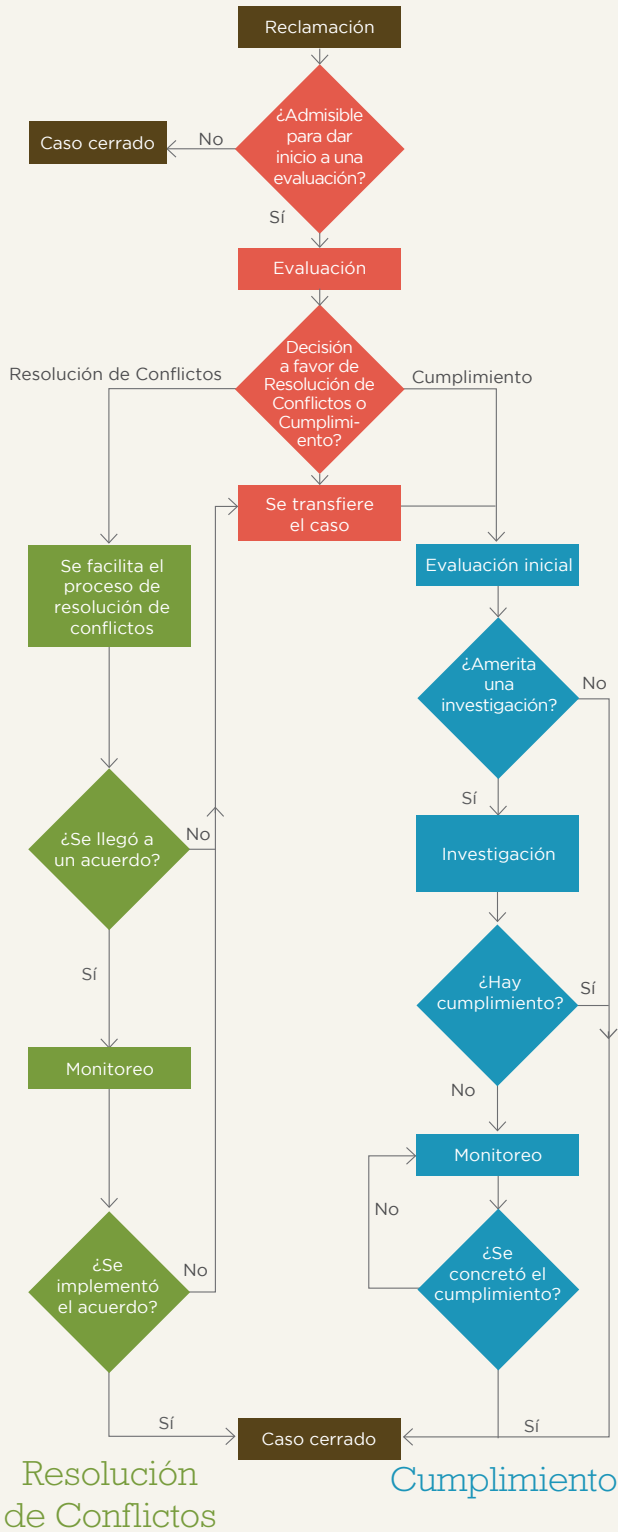 Reclamación
¿Admisible
para dar
inicio a una
evaluación?
No
Caso cerrado
Sí
Evaluación
Decisión
a favor de
Resolución de
Conflictos o
Cumplimi-
ento?
Resolución de Conflictos
Cumplimiento
Se transfiere
el caso
Se facilita el
proceso de
resolución de
conflictos
Evaluación inicial
¿Amerita
una
investigación?
No
Sí
¿Se llegó a
un acuerdo?
No
Investigación
Sí
¿Hay
cumplimiento?
Sí
Monitoreo
No
Monitoreo
No
¿Se
implementó
el acuerdo?
No
¿Se
concretó el
cumplimiento?
Sí
Caso cerrado
Sí
Resolución
de Conflictos
Cumplimiento